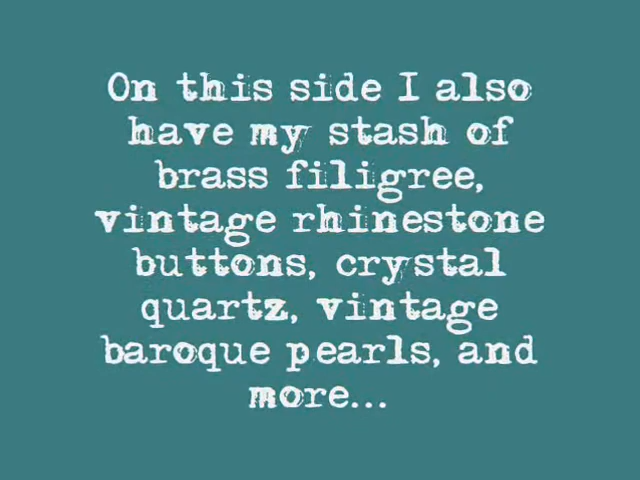 On this side I also
have my stash of
brass filigree,
vintage rhinestone
buttons, crystal
quartz, vintage
baroque pearls, and
more...